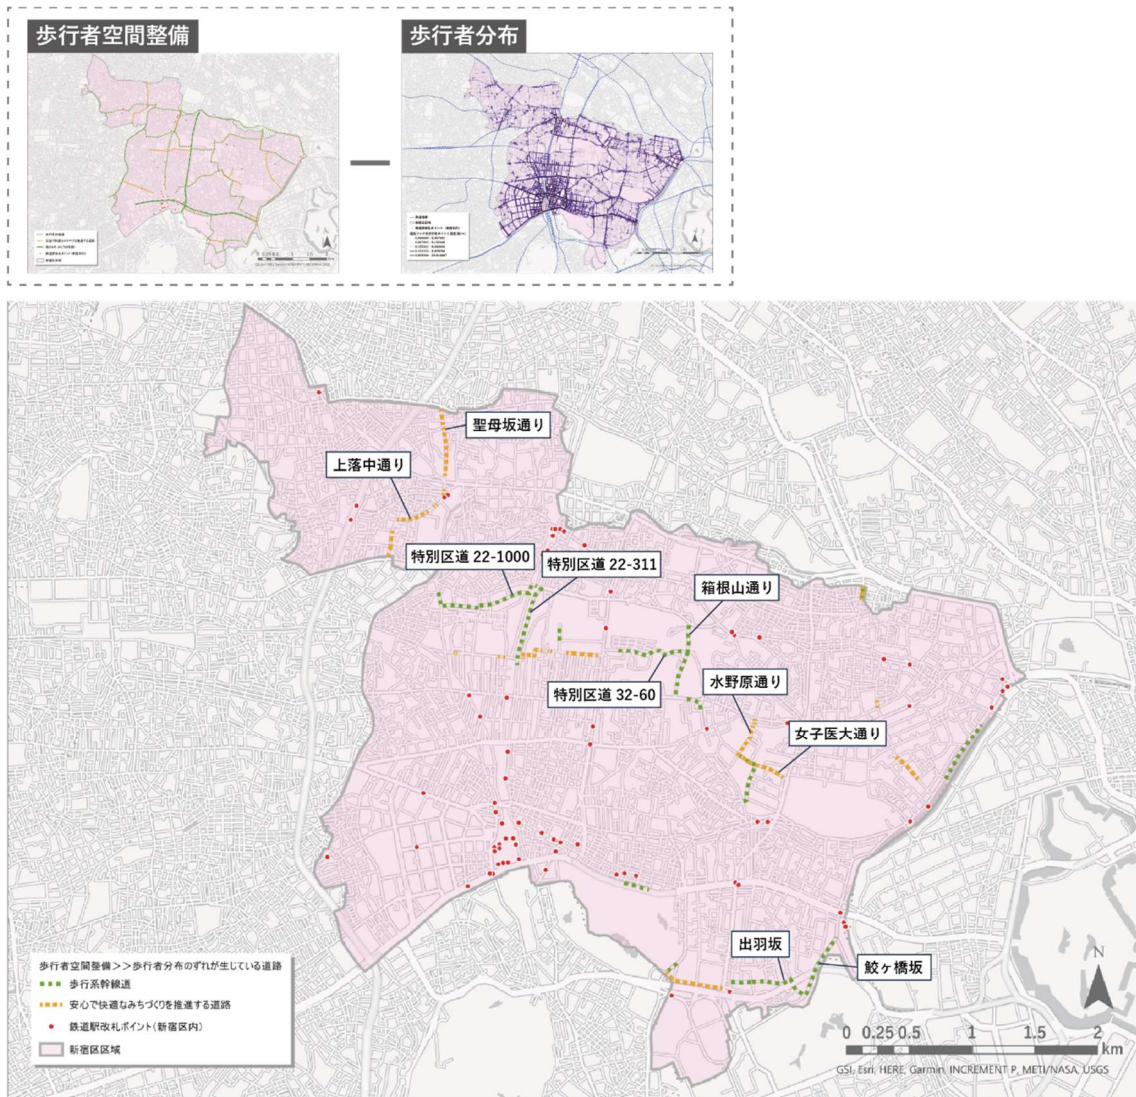 歩行者空間整備
歩行者分布
聖母坂通り
上落中通り
特別区道 22-1000
特別区道 22-311
箱根山通り
特別区道 32-60
水野原通り
女子医大通り
出羽坂
鮫ヶ橋坂
歩行者空間整備>>歩行者分布のずれが生じている道路
歩行系幹線道
安心で快適なみちづくりを推進する道路
鉄道駅改札ポイント(新宿区内)
新宿区区域
N
0 0.25 0.5 1 1.5 2
km
GSI, Esri, HERE, Garmin, INCREMENT P, METI/NASA, USGS